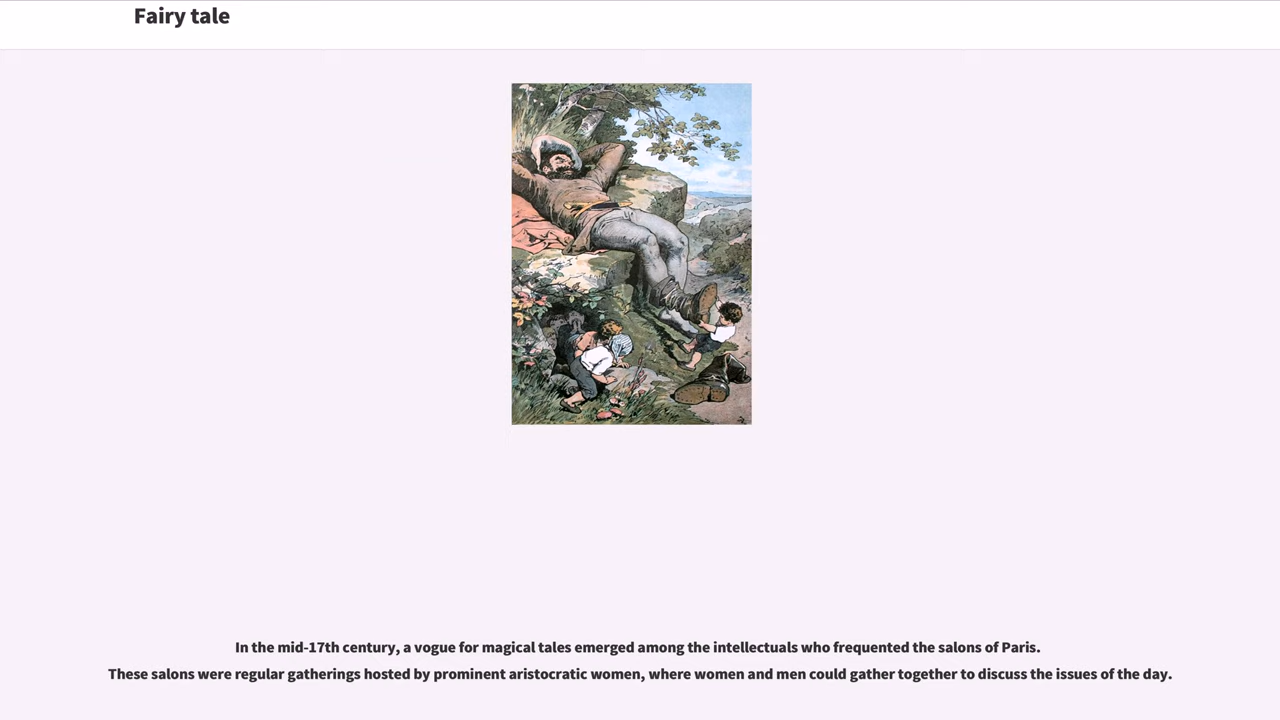 Fairy tale
In the mid-17th century, a vogue for magical tales emerged among the intellectuals who frequented the salons of Paris.
These salons were regular gatherings hosted by prominent aristocratic women, where women and men could gather together to discuss the issues of the day.